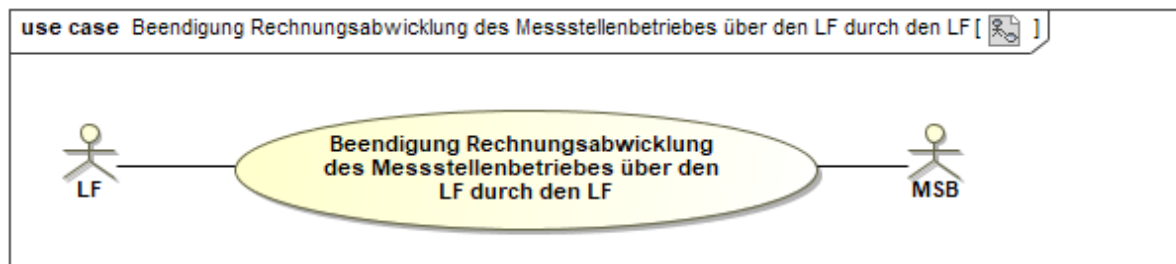 use case Beendigung Rechnungsabwicklung des Messstellenbetriebes über den LF durch den LF [ ]
Beendigung Rechnungsabwicklung
des Messstellenbetriebes über den
LF durch den LF
LF
MSB